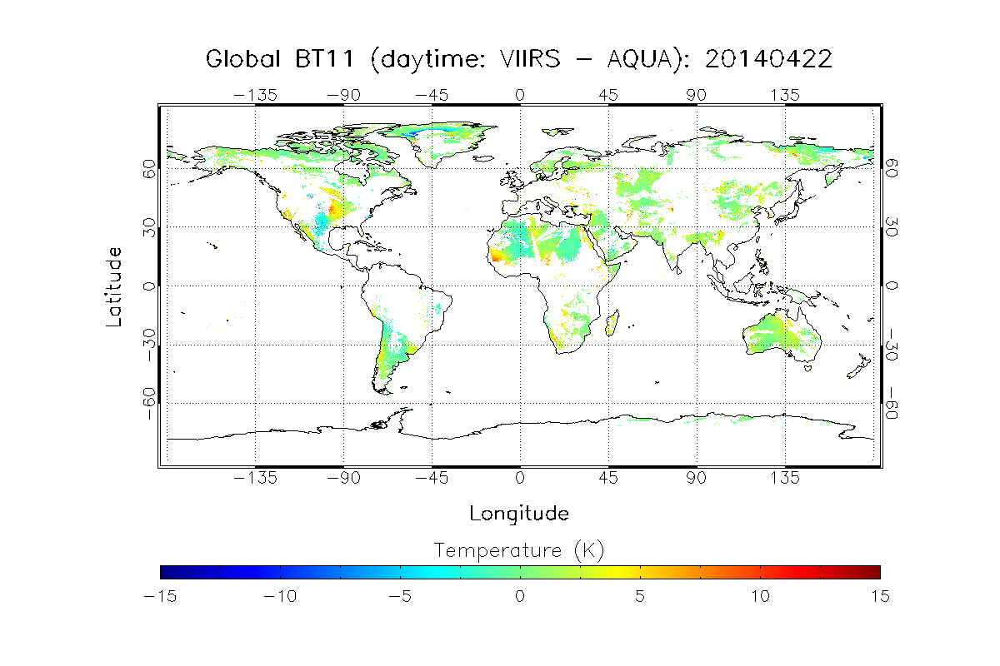 Global BT11 (daytime: VIIRS − AQUA): 20140422
−135 −90 −45 0 45 90 135
60 60
30 30
Latitude
0 0
−30 −30
−60 −60
−135 −90 −45 0 45 90 135
Longitude
Temperature (K)
−15 −10 −5 0 5 10 15